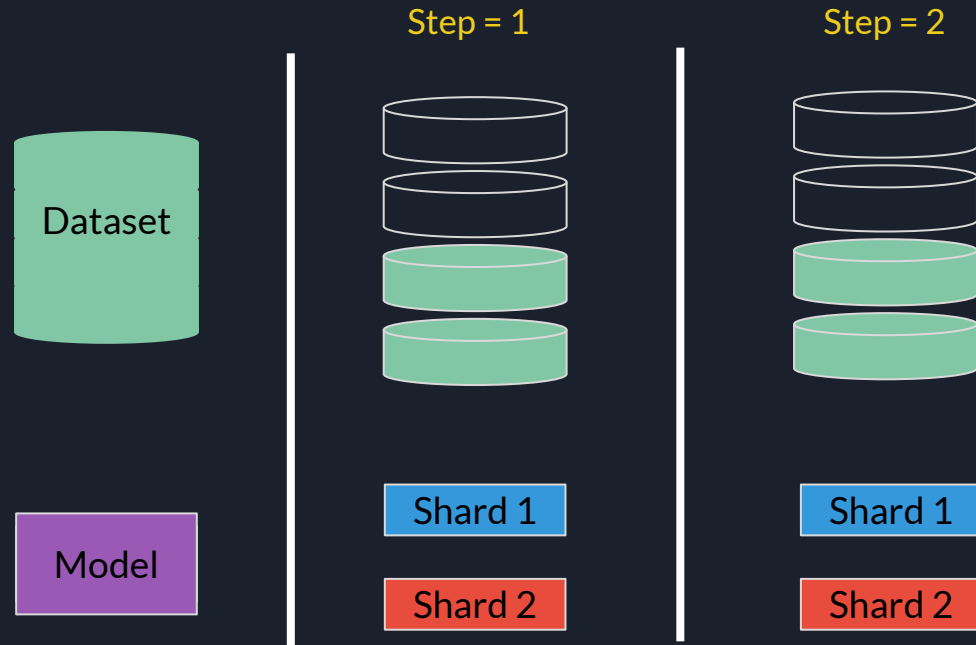 Step = 1
Step = 2
Dataset
Shard 1
Shard 1
Model
Shard 2
Shard 2